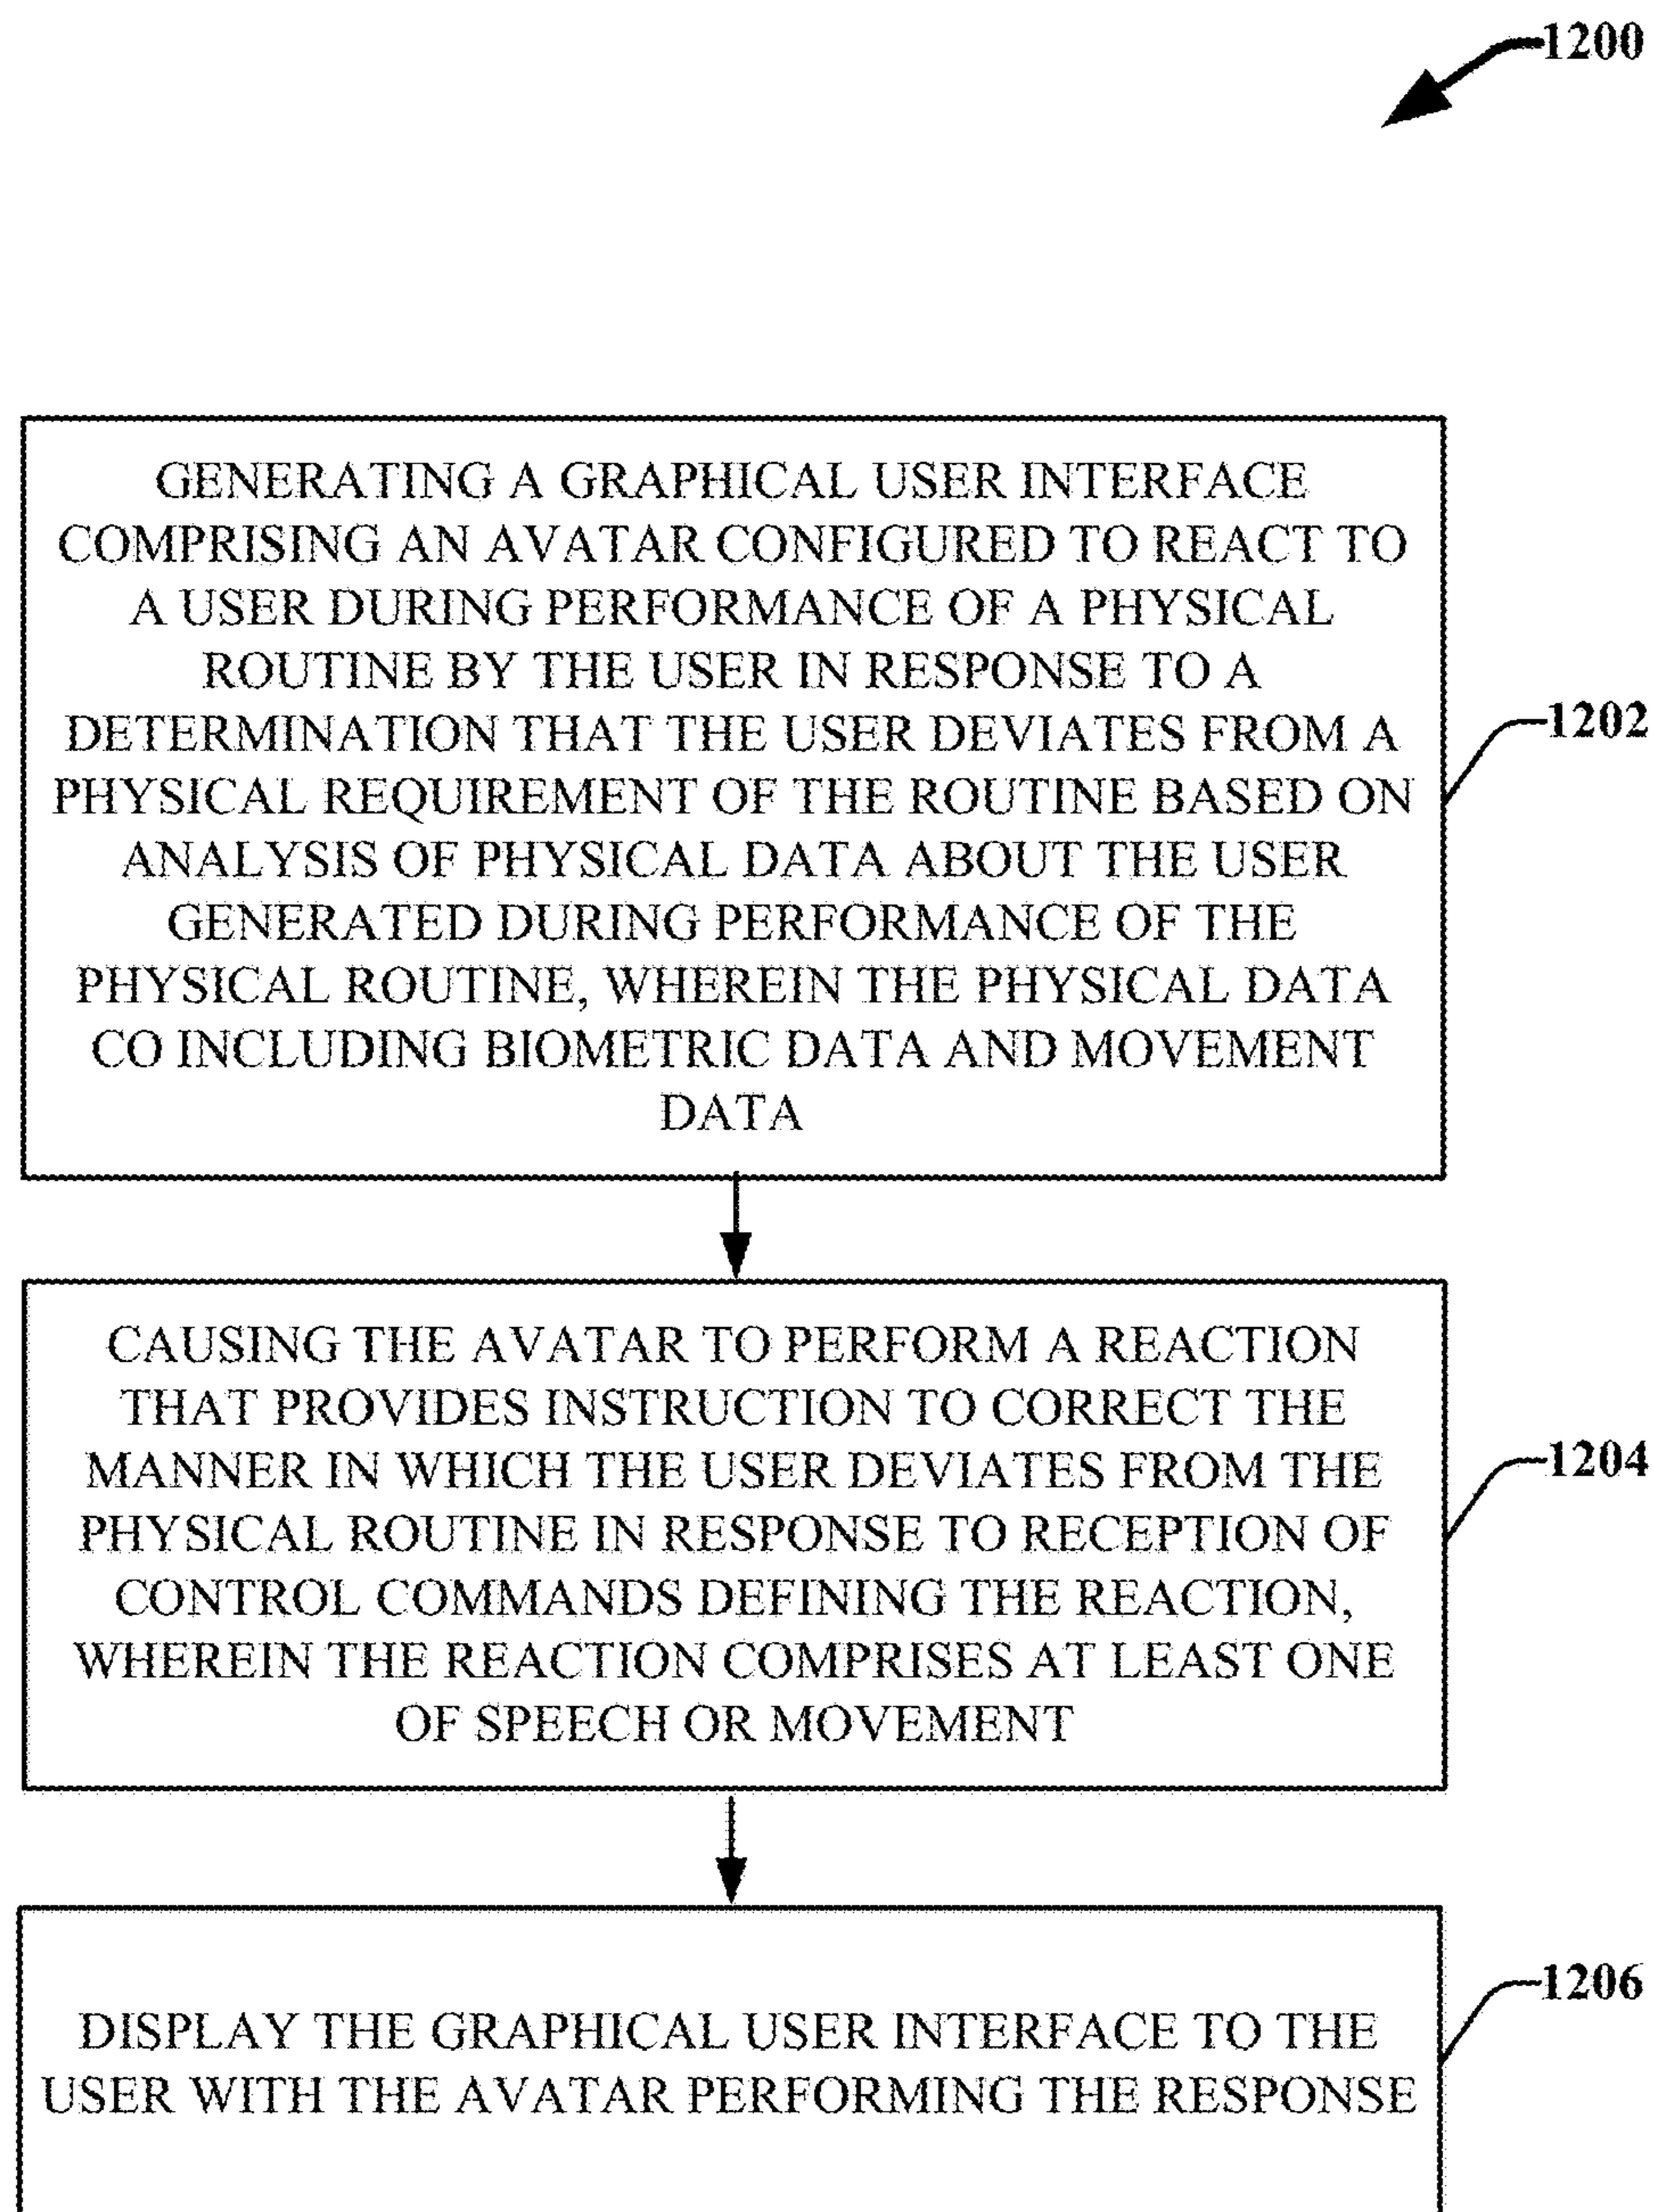 1200
GENERATING A GRAPHICAL USER INTERFACE
COMPRISING AN AVATAR CONFIGURED TO REACT TO
A USER DURING PERFORMANCE OF A PHYSICAL
ROUTINE BY THE USER IN RESPONSE TO A
DETERMINATION THAT THE USER DEVIATES FROM A
PHYSICAL REQUIREMENT OF THE ROUTINE BASED ON
ANALYSIS OF PHYSICAL DATA ABOUT THE USER
GENERATED DURING PERFORMANCE OF THE
PHYSICAL ROUTINE, WHEREIN THE PHYSICAL DATA
CO INCLUDING BIOMETRIC DATA AND MOVEMENT
DATA
1202
CAUSING THE AVATAR TO PERFORM A REACTION
THAT PROVIDES INSTRUCTION TO CORRECT THE
MANNER IN WHICH THE USER DEVIATES FROM THE
PHYSICAL ROUTINE IN RESPONSE TO RECEPTION OF
CONTROL COMMANDS DEFINING THE REACTION,
WHEREIN THE REACTION COMPRISES AT LEAST ONE
OF SPEECH OR MOVEMENT
1204
DISPLAY THE GRAPHICAL USER INTERFACE TO THE
USER WITH THE AVATAR PERFORMING THE RESPONSE
1206